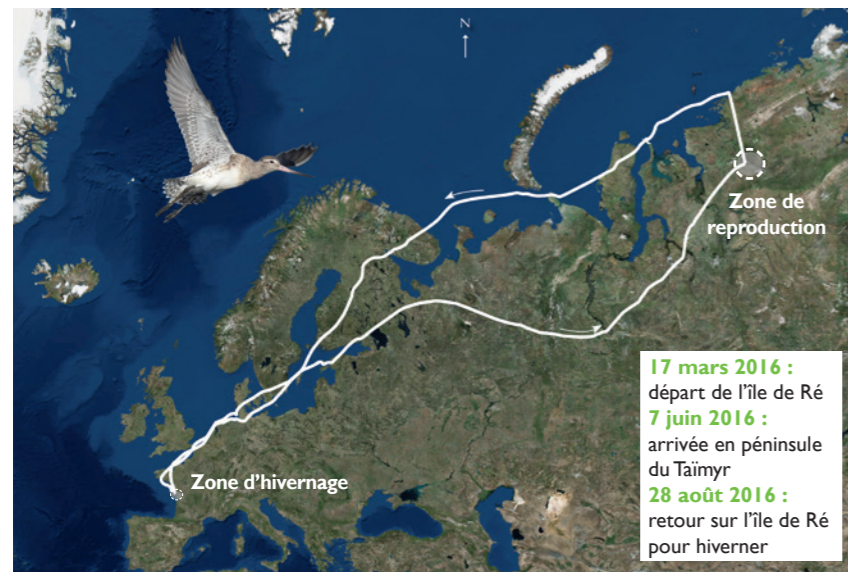 N
Zone de
reproduction
Zone d'hivernage
17 mars 2016 :
départ de l'île de Ré
7 juin 2016 :
arrivée en péninsule
du Taïmyr
28 août 2016 :
retour sur l'île de Ré
pour hiverner